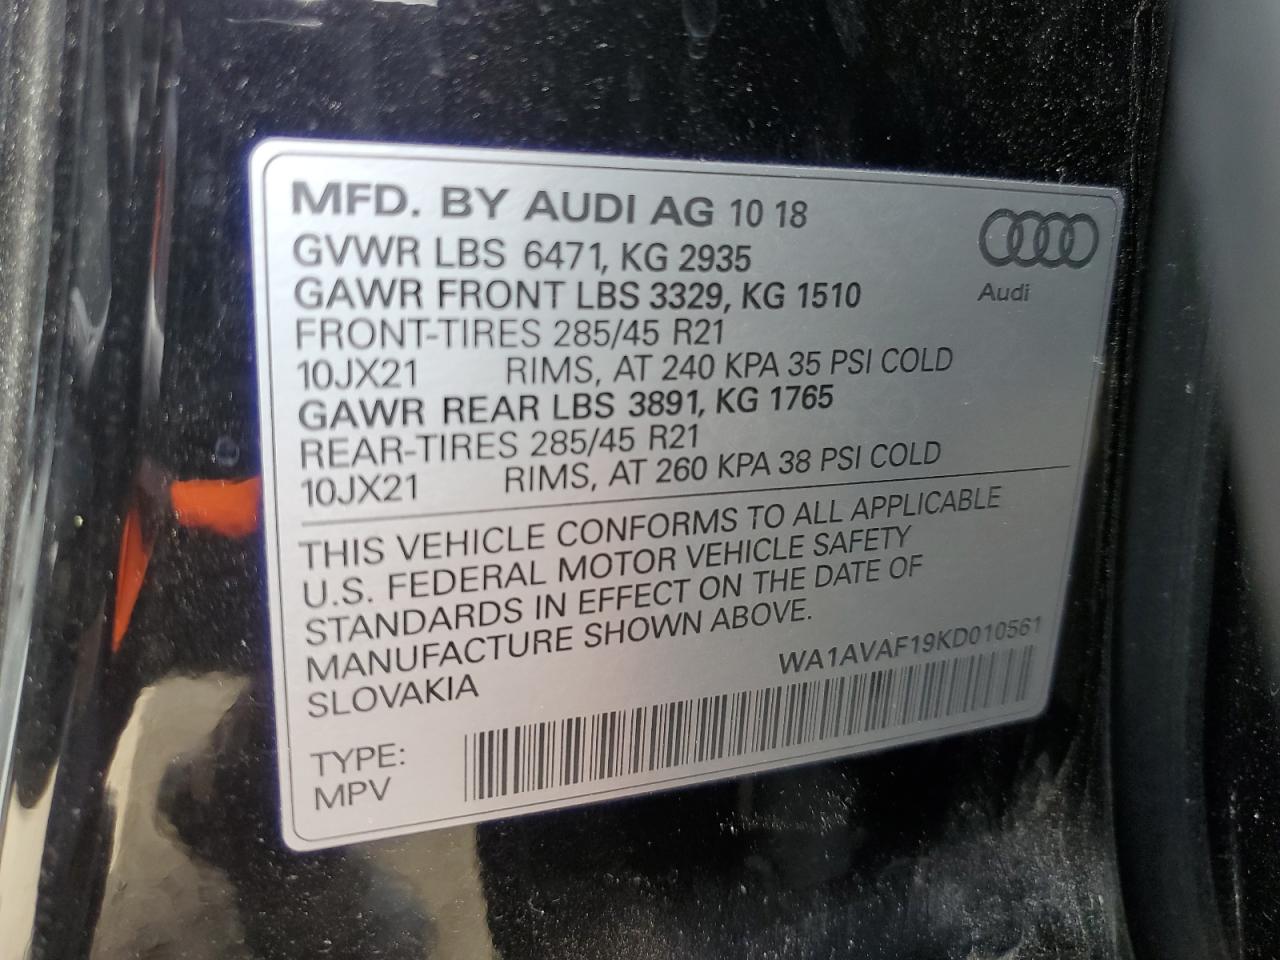 MFD. BY AUDI AG 10 18
GVWR LBS 6471, KG 2935
GAWR FRONT LBS 3329, KG 1510
FRONT-TIRES 285/45 R21
10JX21 RIMS, AT 240 KPA 35 PSI COLD
GAWR REAR LBS 3891, KG 1765
REAR-TIRES 285/45 R21
10JX21 RIMS, AT 260 KPA 38 PSI COLD
Audi
THIS VEHICLE CONFORMS TO ALL APPLICABLE
U.S. FEDERAL MOTOR VEHICLE SAFETY
STANDARDS IN EFFECT ON THE DATE OF
MANUFACTURE SHOWN ABOVE.
SLOVAKIA
WA1AVAF19KD010561
TYPE:
MPV